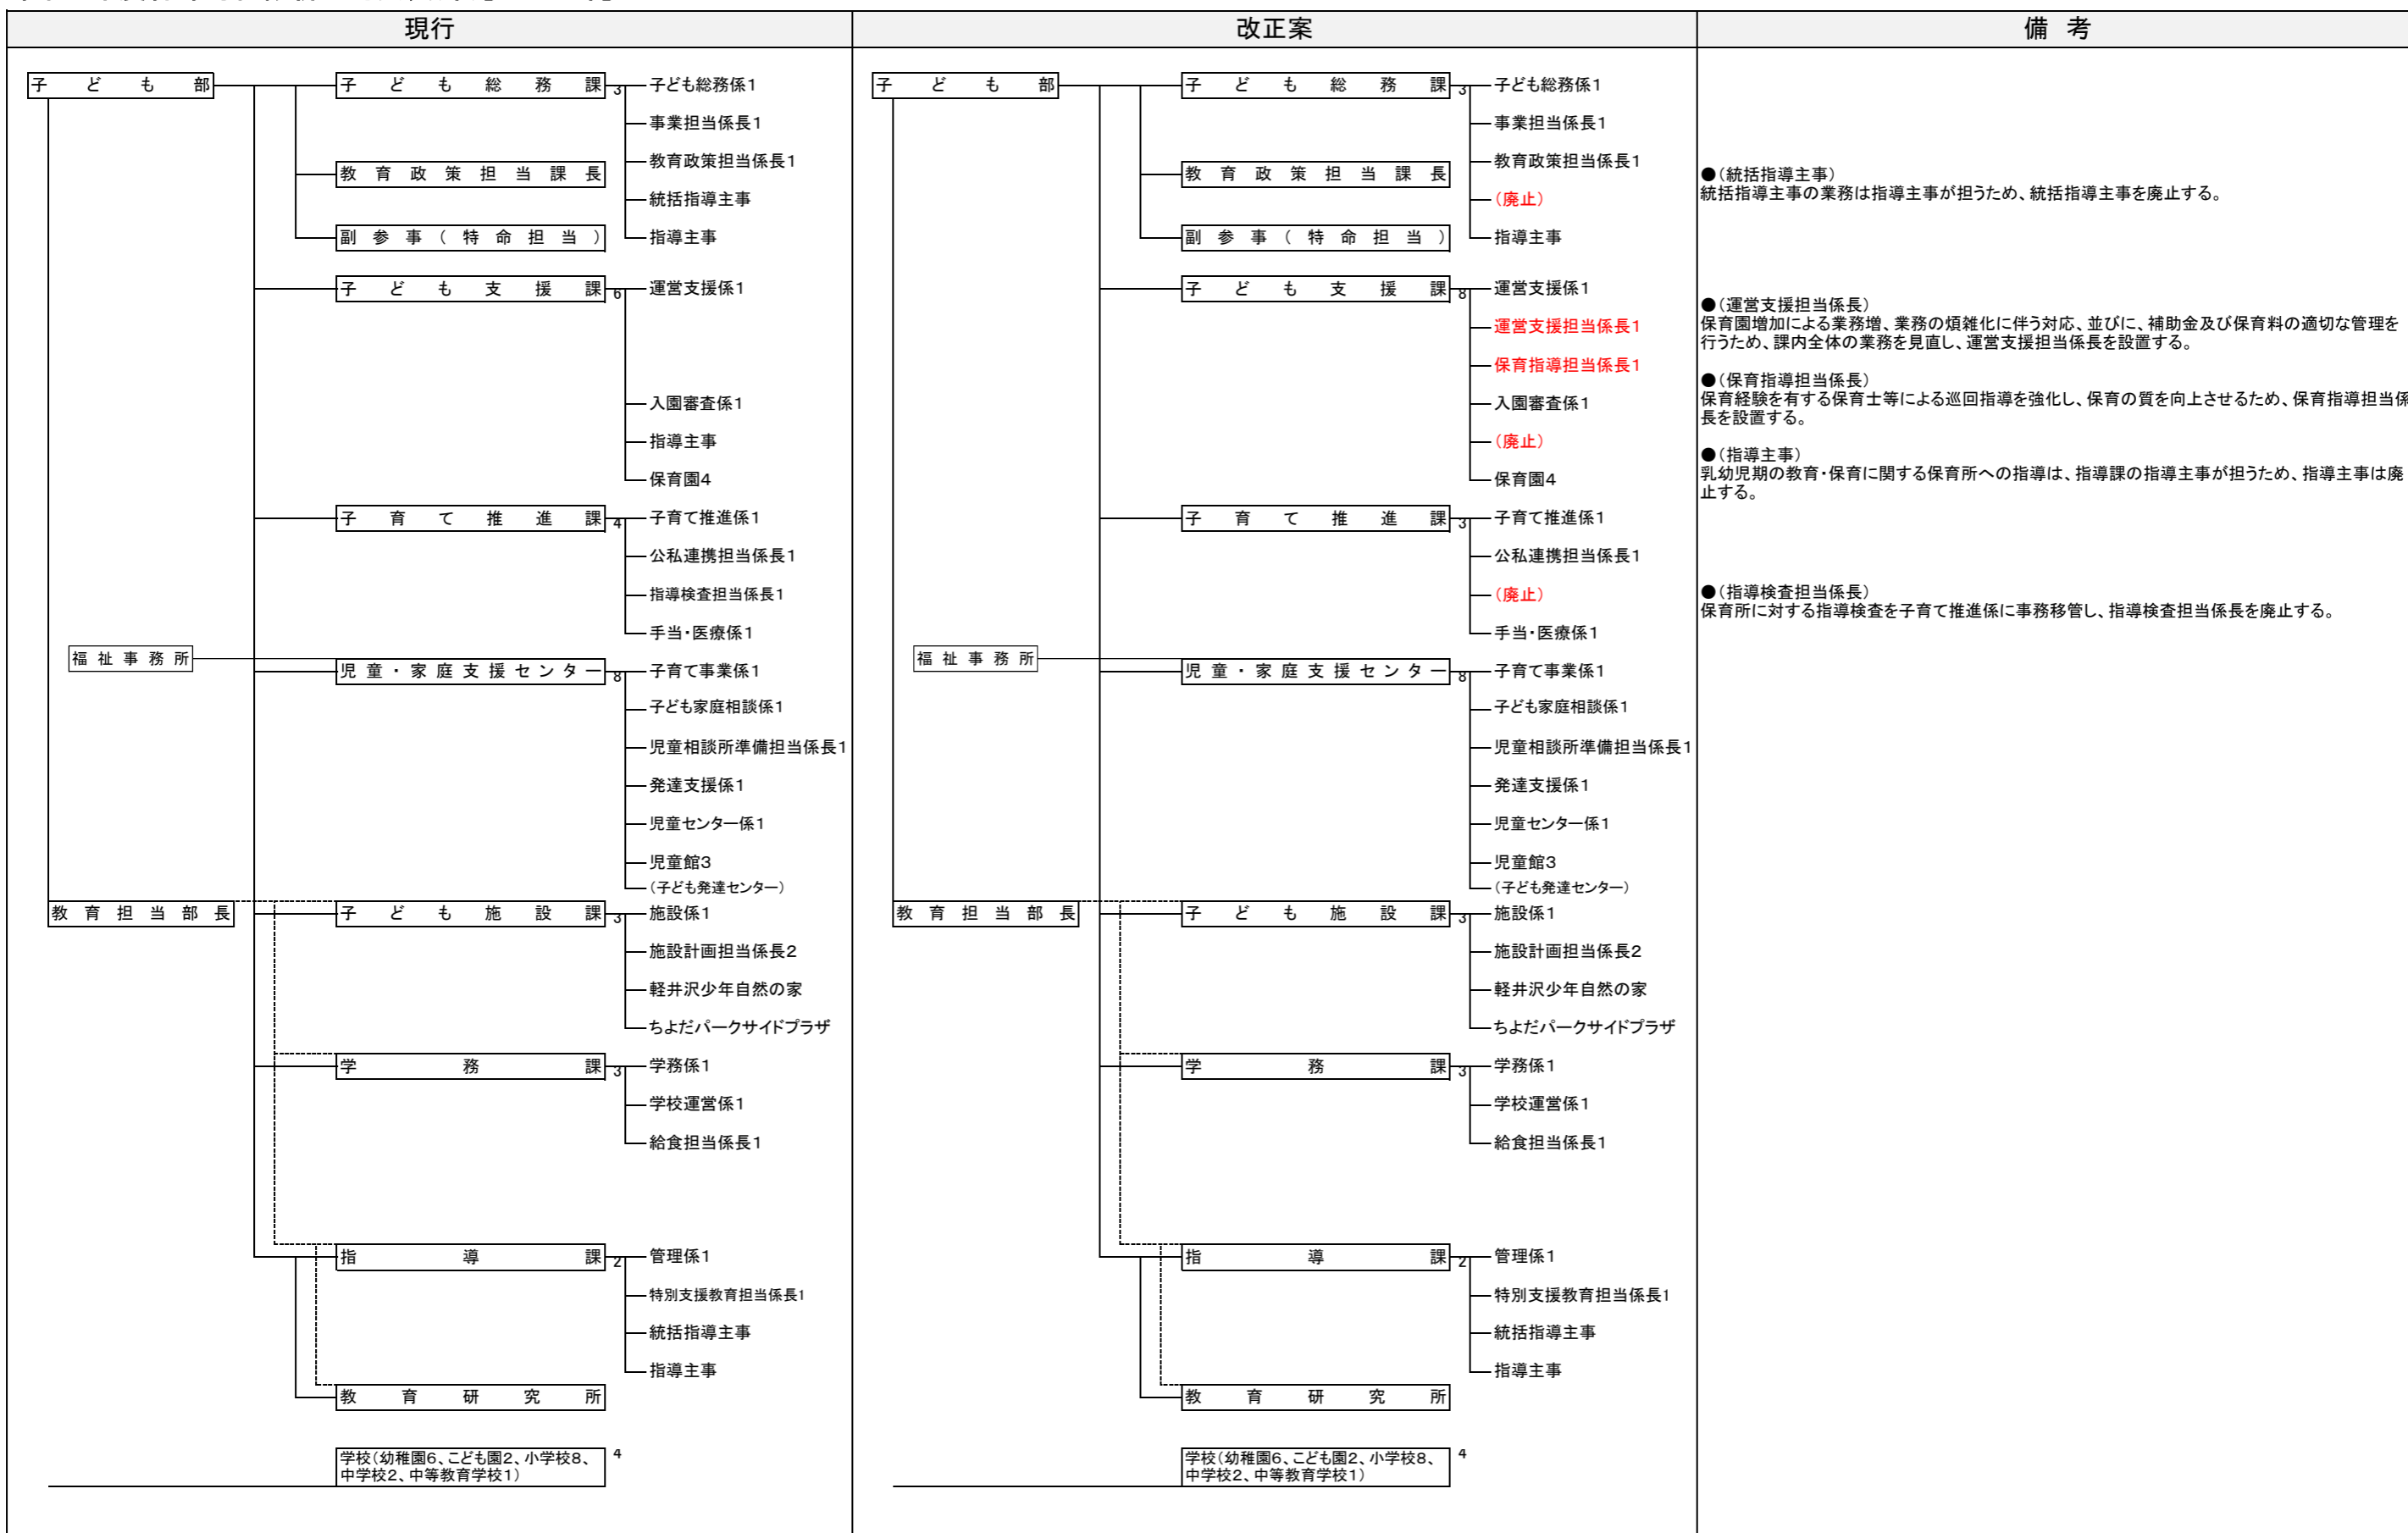 現行
子ども部
子ども総務課 3 子ども総務係1
事業担当係長1
教育政策担当係長1
教育政策担当課長
統括指導主事
副参事(特命担当) 指導主事
子ども支援課 6 運営支援係1
入園審査係1
指導主事
保育園4
子育て推進課 4 子育て推進係1
公私連携担当係長1
指導検査担当係長1
手当・医療係1
福祉事務所
児童・家庭支援センター 8 子育て事業係1
子ども家庭相談係1
児童相談所準備担当係長1
発達支援係1
児童センター係1
児童館3
(子ども発達センター)
教育担当部長
子ども施設課 3 施設係1
施設計画担当係長2
軽井沢少年自然の家
ちよだパークサイドプラザ
学務課 3 学務係1
学校運営係1
給食担当係長1
指導課 2 管理係1
特別支援教育担当係長1
統括指導主事
指導主事
教育研究所
学校(幼稚園6、こども園2、小学校8、 4
中学校2、中等教育学校1)
改正案
子ども部
子ども総務課 3 子ども総務係1
事業担当係長1
教育政策担当係長1
教育政策担当課長
(廃止)
副参事(特命担当) 指導主事
子ども支援課 8 運営支援係1
運営支援担当係長1
保育指導担当係長1
入園審査係1
(廃止)
保育園4
子育て推進課 3 子育て推進係1
公私連携担当係長1
(廃止)
手当・医療係1
福祉事務所
児童・家庭支援センター 8 子育て事業係1
子ども家庭相談係1
児童相談所準備担当係長1
発達支援係1
児童センター係1
児童館3
(子ども発達センター)
教育担当部長
子ども施設課 3 施設係1
施設計画担当係長2
軽井沢少年自然の家
ちよだパークサイドプラザ
学務課 3 学務係1
学校運営係1
給食担当係長1
指導課 2 管理係1
特別支援教育担当係長1
統括指導主事
指導主事
教育研究所
学校(幼稚園6、こども園2、小学校8、 4
中学校2、中等教育学校1)
備考
●(統括指導主事)
統括指導主事の業務は指導主事が担うため、統括指導主事を廃止する。
●(運営支援担当係長)
保育園増加による業務増、業務の煩雑化に伴う対応、並びに、補助金及び保育料の適切な管理を
行うため、課内全体の業務を見直し、運営支援担当係長を設置する。
●(保育指導担当係長)
保育経験を有する保育士等による巡回指導を強化し、保育の質を向上させるため、保育指導担当係
長を設置する。
●(指導主事)
乳幼児期の教育・保育に関する保育所への指導は、指導課の指導主事が担うため、指導主事は廃
止する。
●(指導検査担当係長)
保育所に対する指導検査を子育て推進係に事務移管し、指導検査担当係長を廃止する。